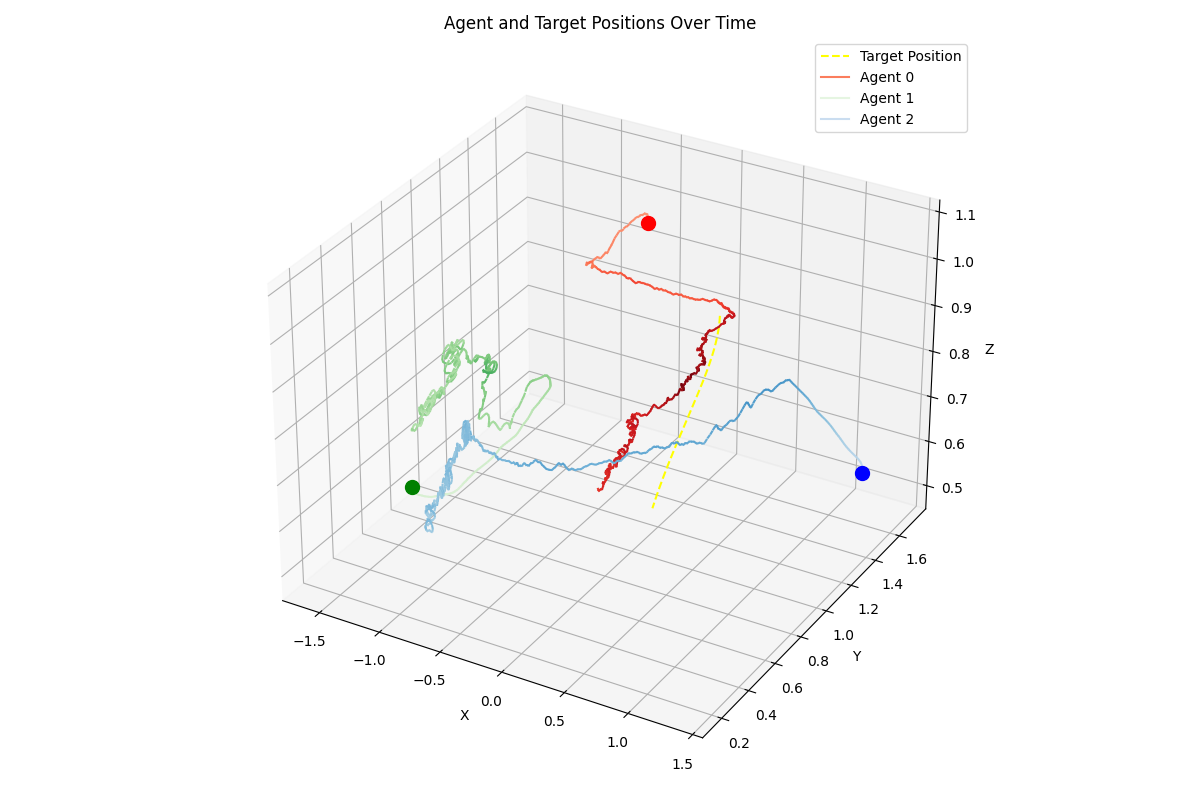 Agent and Target Positions Over Time
Target Position
Agent 0
Agent 1
Agent 2
1.1
1.0
0.9
0.8
0.7
0.6
0.5
Z
1.6
1.4
1.2
1.0
0.8
0.6
0.4
0.2
Y
−1.5
−1.0
−0.5
0.0
0.5
1.0
1.5
X